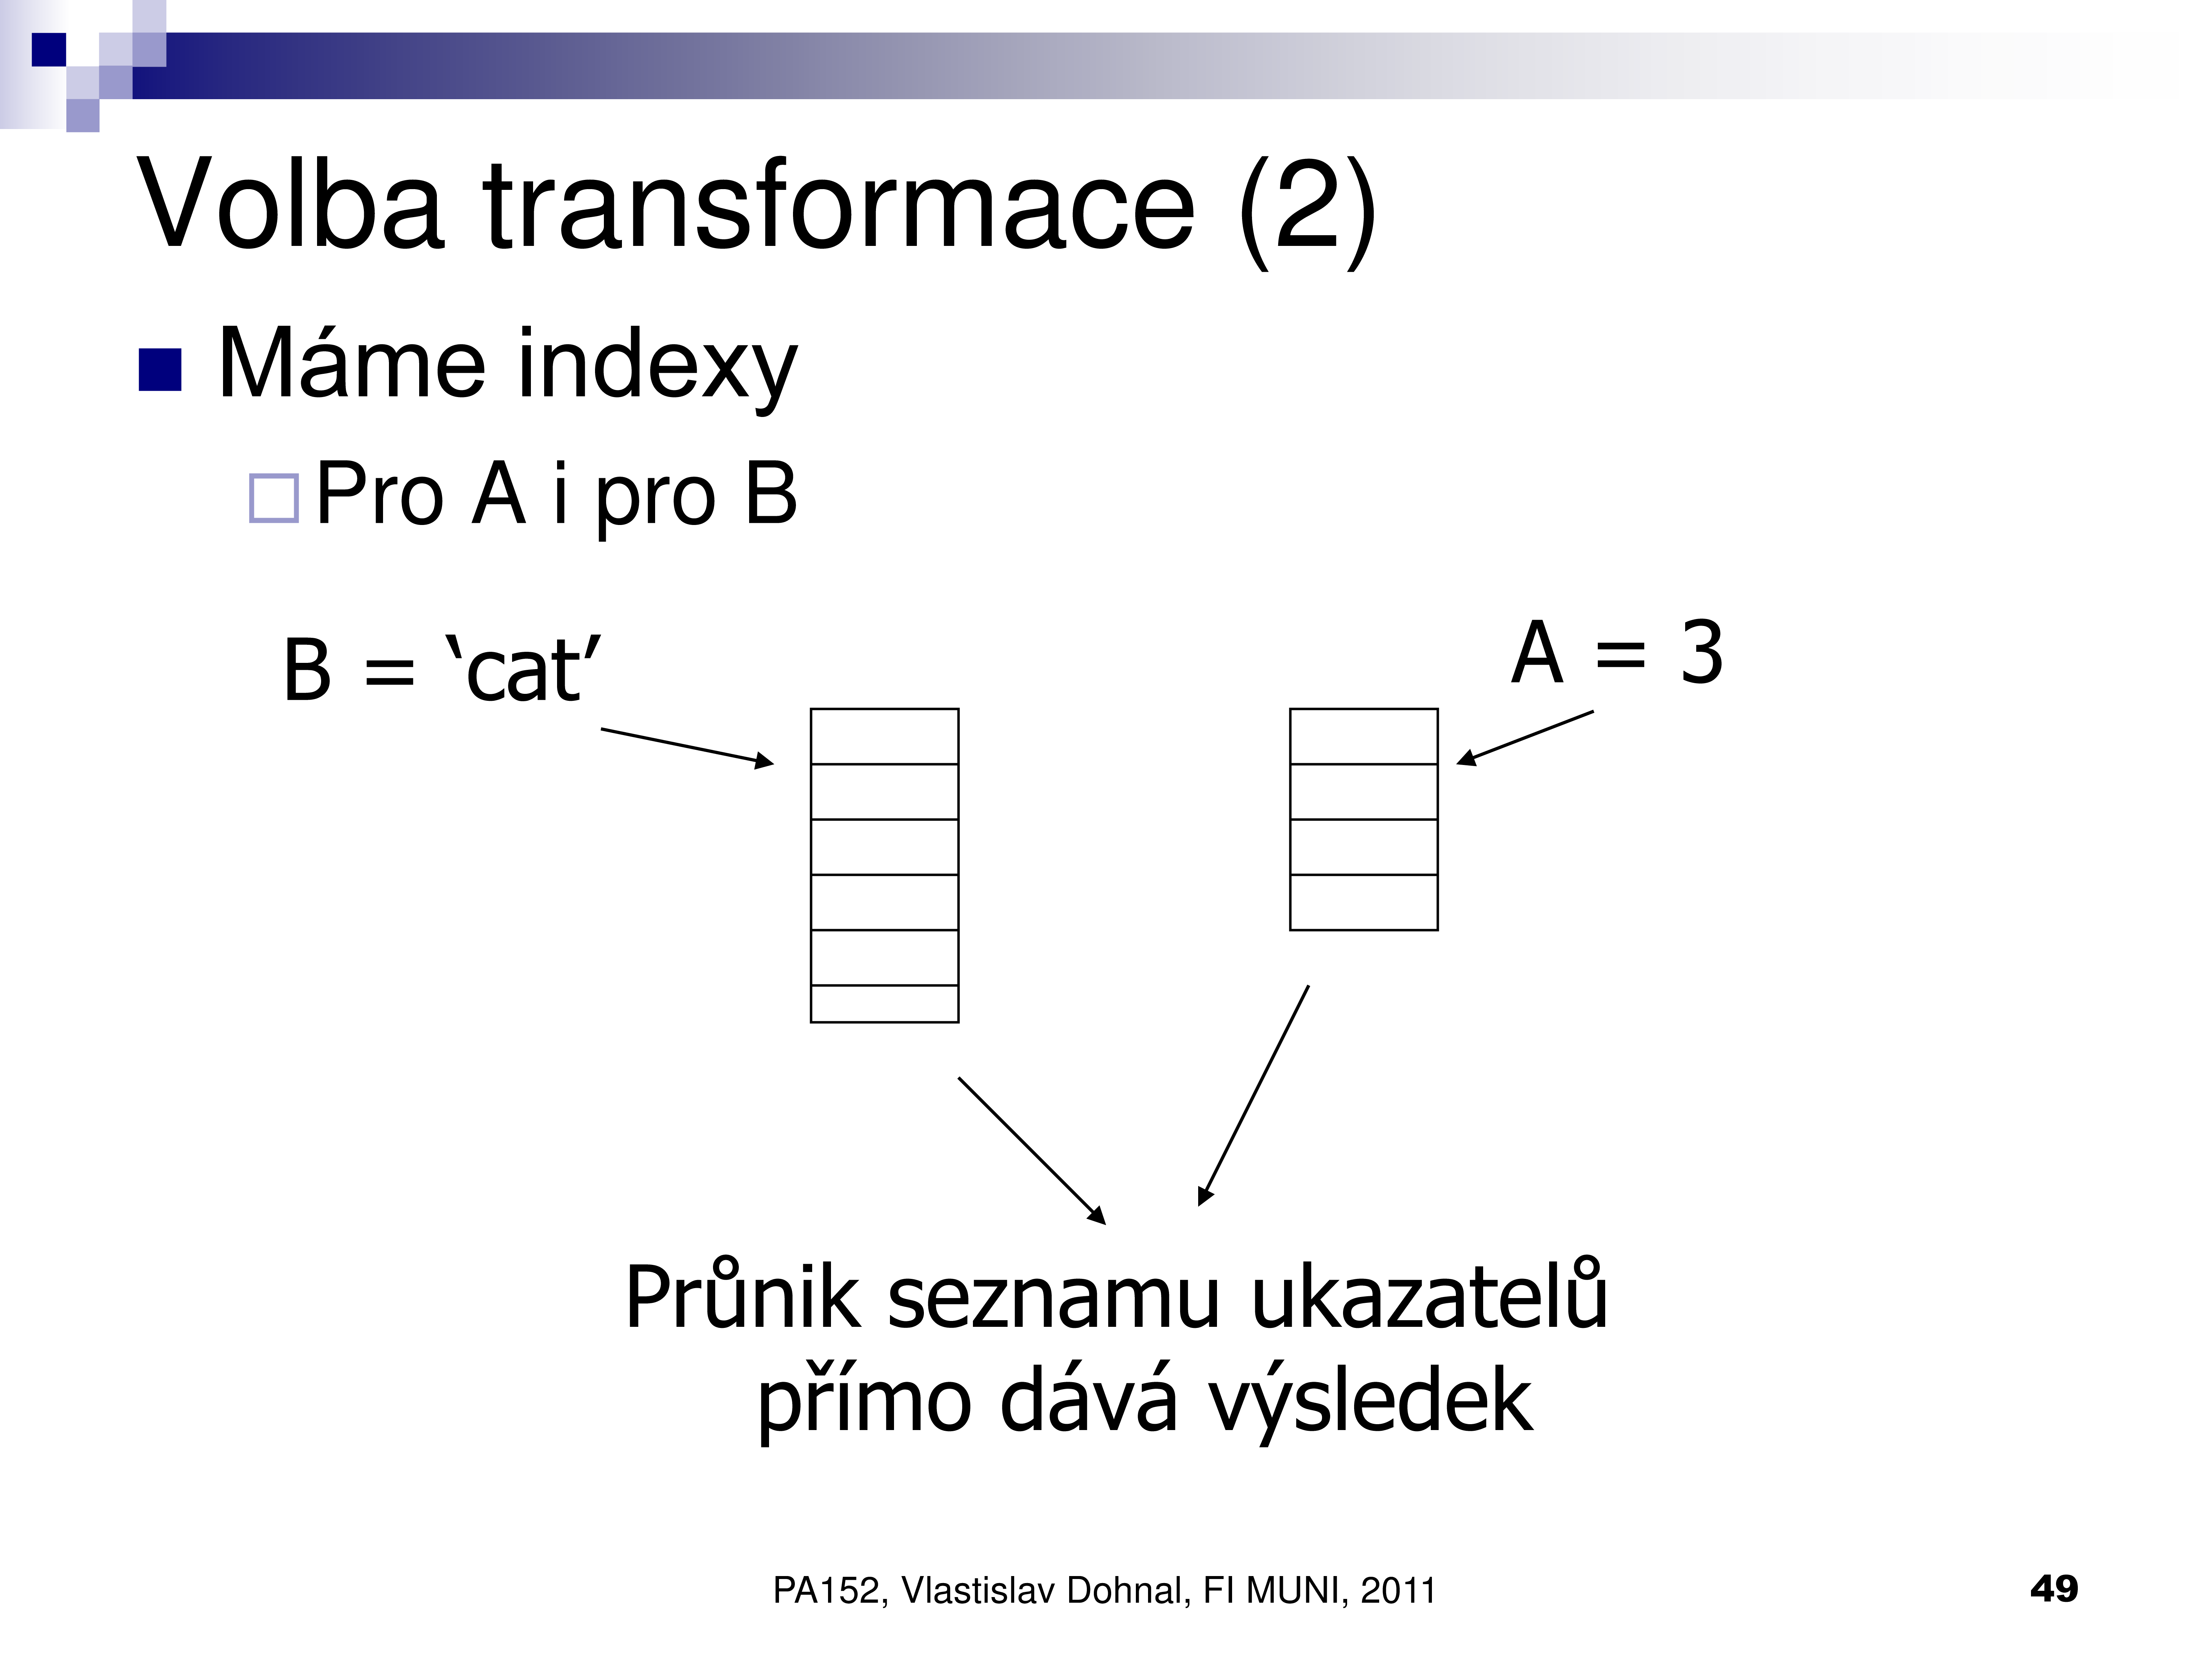 Volba transformace (2)
Máme indexy
Pro A i pro B
B = ‘cat’
A = 3
Průnik seznamu ukazatelů
přímo dává výsledek
PA152, Vlastislav Dohnal, FI MUNI, 2011
49